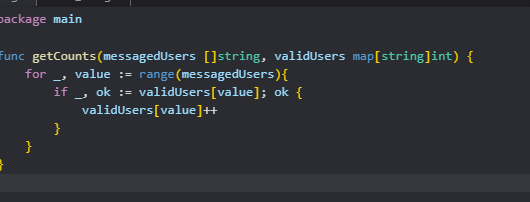 package main
func getCounts(messagedUsers []string, validUsers map[string]int) {
    for _, value := range(messagedUsers){
        if _, ok := validUsers[value]; ok {
            validUsers[value]++
        }
    }
}